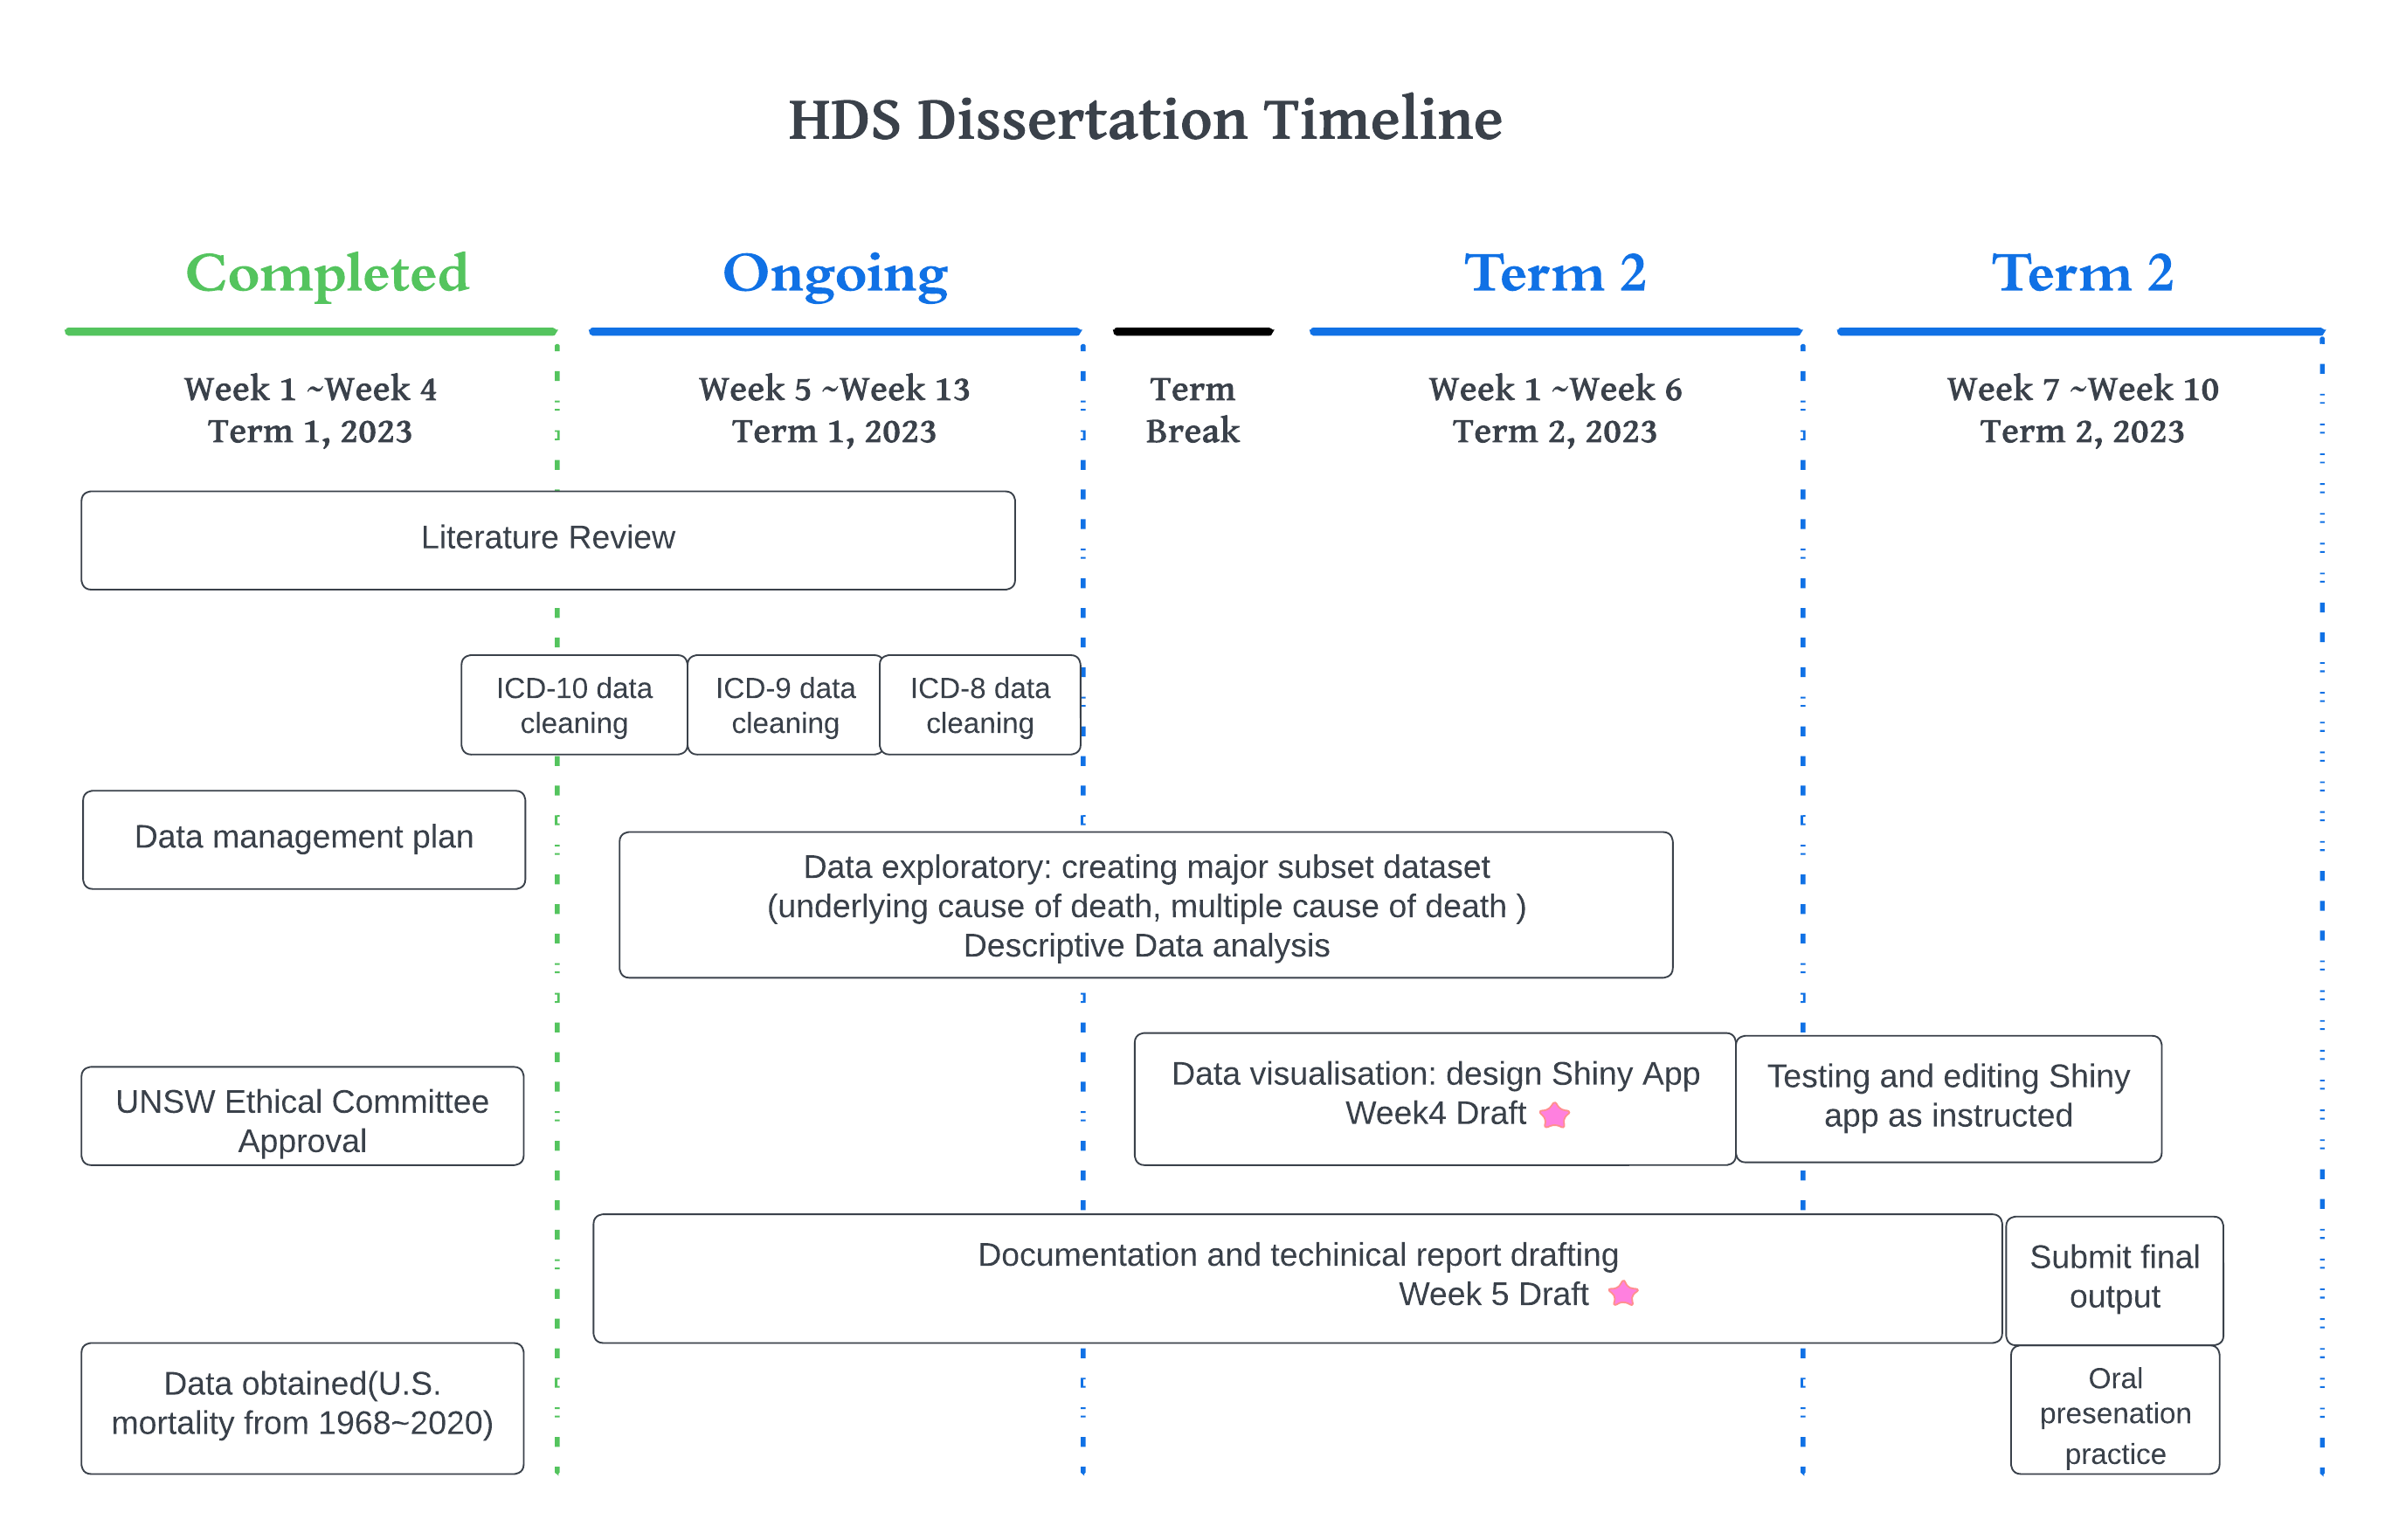 HDS Dissertation Timeline
Completed
Ongoing
Term 2
Term 2
Week 1 ~Week 4
Term 1, 2023
Week 5 ~Week 13
Term 1, 2023
Term
Break
Week 1 ~Week 6
Term 2, 2023
Week 7 ~Week 10
Term 2, 2023
Literature Review
ICD-10 data
cleaning
ICD-9 data
cleaning
ICD-8 data
cleaning
Data management plan
Data exploratory: creating major subset dataset
(underlying cause of death, multiple cause of death )
Descriptive Data analysis
UNSW Ethical Committee
Approval
Data visualisation: design Shiny App
Week4 Draft
Testing and editing Shiny
app as instructed
Documentation and techinical report drafting
Week 5 Draft
Submit final
output
Data obtained(U.S.
mortality from 1968~2020)
Oral
presenation
practice